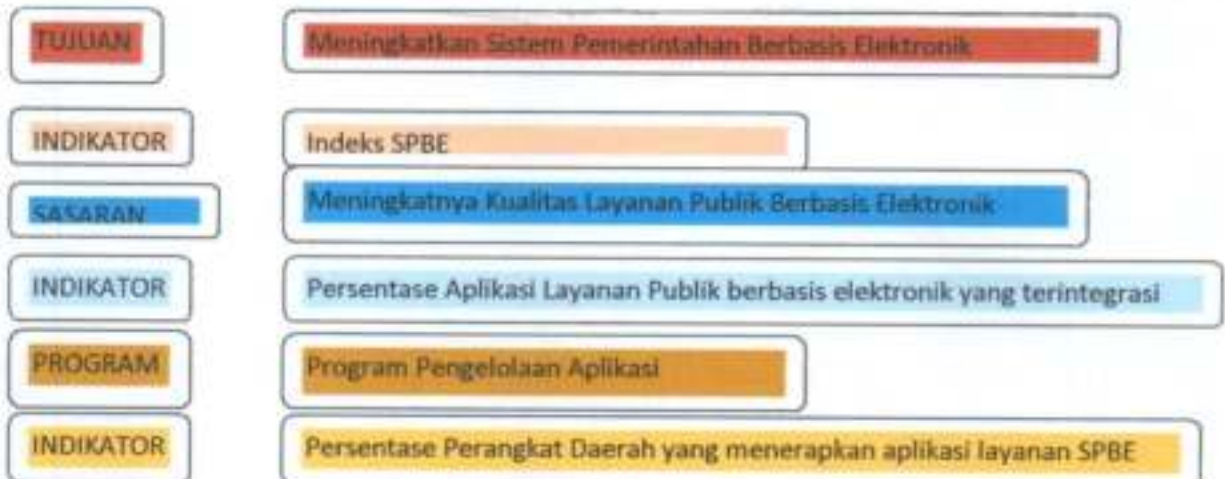 TUJUAN
Meningkatkan Sistem Pemerintahan Berbasis Elektronik
INDIKATOR
Indeks SPBE
SASARAN
Meningkatnya Kualitas Layanan Publik Berbasis Elektronik
INDIKATOR
Persentase Aplikasi Layanan Publik berbasis elektronik yang terintegrasi
PROGRAM
Program Pengelolaan Aplikasi
INDIKATOR
Persentase Perangkat Daerah yang menerapkan aplikasi layanan SPBE